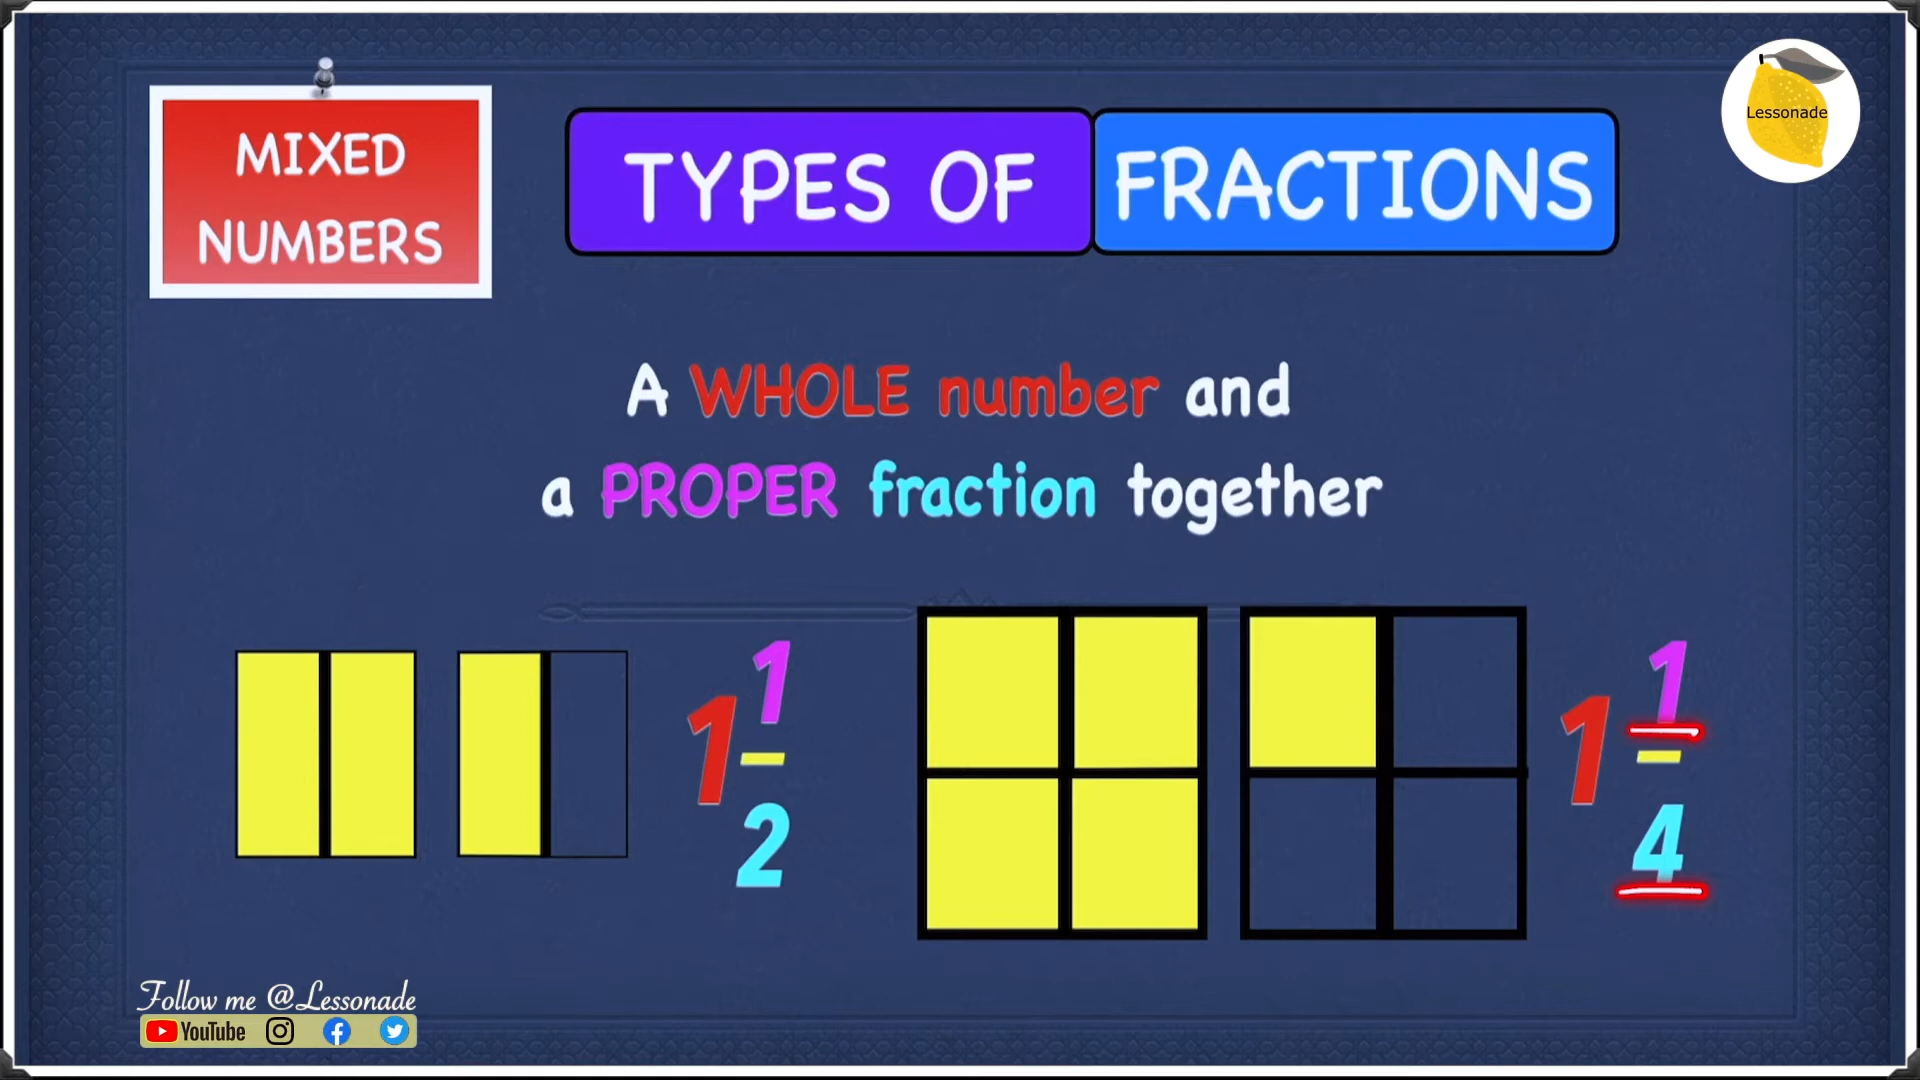 MIXED
NUMBERS
TYPES OF FRACTIONS
Lessonade
A WHOLE number and
a PROPER fraction together
1 1/2
1 1/4
Follow me @Lessonade
YouTube